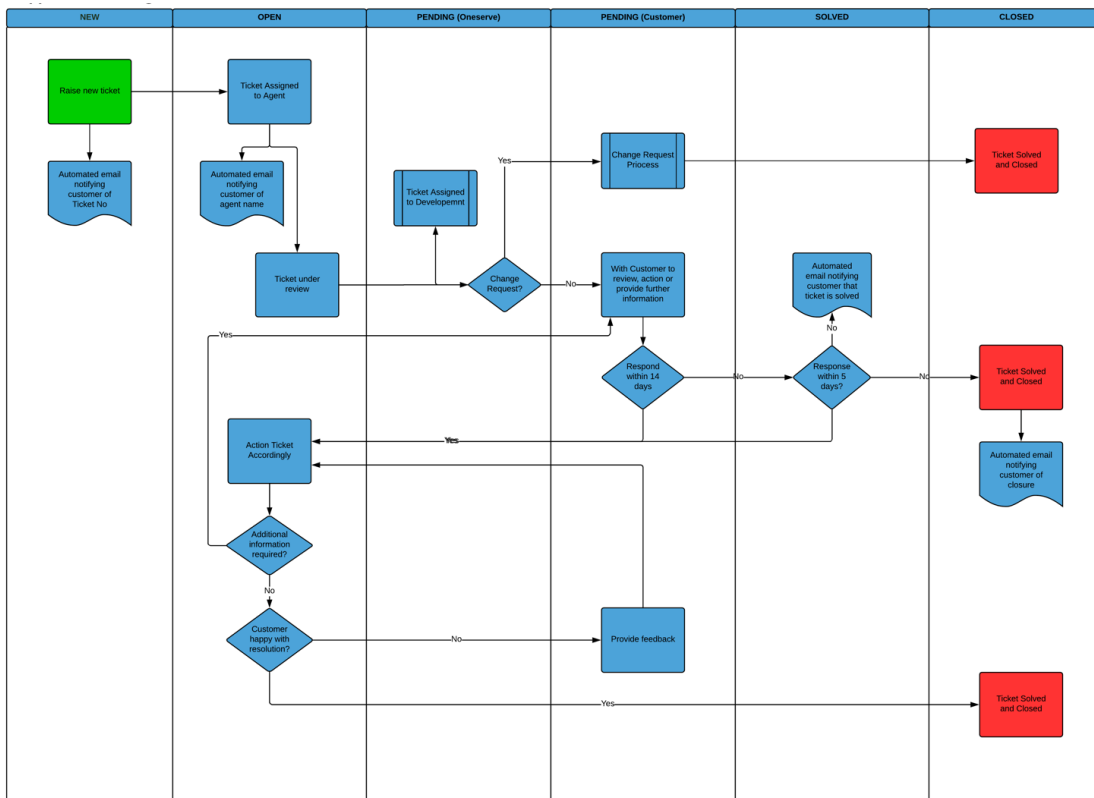 NEW
OPEN
PENDING (Oneserve)
PENDING (Customer)
SOLVED
CLOSED
Raise new ticket
Ticket Assigned
to Agent
Automated email
notifying
customer of
Ticket No
Automated email
notifying
customer of
agent name
Ticket Assigned
to Developemnt
Yes
Change Request
Priocess
Ticket Solved
and Closed
Ticket under
review
Change
Request?
No
With Customer to
review, action or
provide further
information
Automated
email notifying
customer that
ticket is solved
No
Yes
Respond
within 14
days
No
Response
within 5
days?
No
Ticket Solved
and Closed
Action Ticket
Accordingly
Yes
Yes
Automated email
notifying
customer of
closure
Additional
information
required?
No
Customer
happy with
resolution?
No
Provide feedback
Yes
Ticket Solved
and Closed